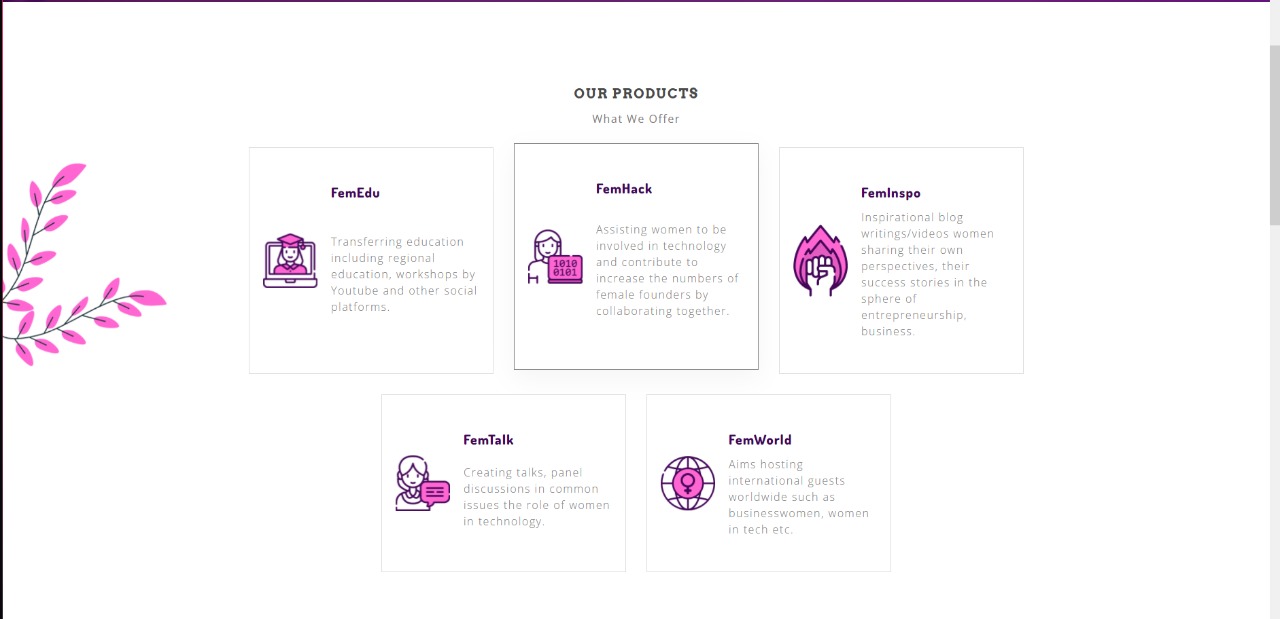 OUR PRODUCTS
What We Offer
FemEdu
Transferring education
including regional
education, workshops by
Youtube and other social
platforms.
FemHack
Assisting women to be
involved in technology
and contribute to
increase the numbers of
female founders by
collaborating together.
1010
0101
FemInspo
Inspirational blog
writings/videos women
sharing their own
perspectives, their
success stories in the
sphere of
entrepreneurship,
business.
FemTalk
Creating talks, panel
discussions in common
issues the role of women
in technology.
FemWorld
Aims hosting
international guests
worldwide such as
businesswomen, women
in tech etc.